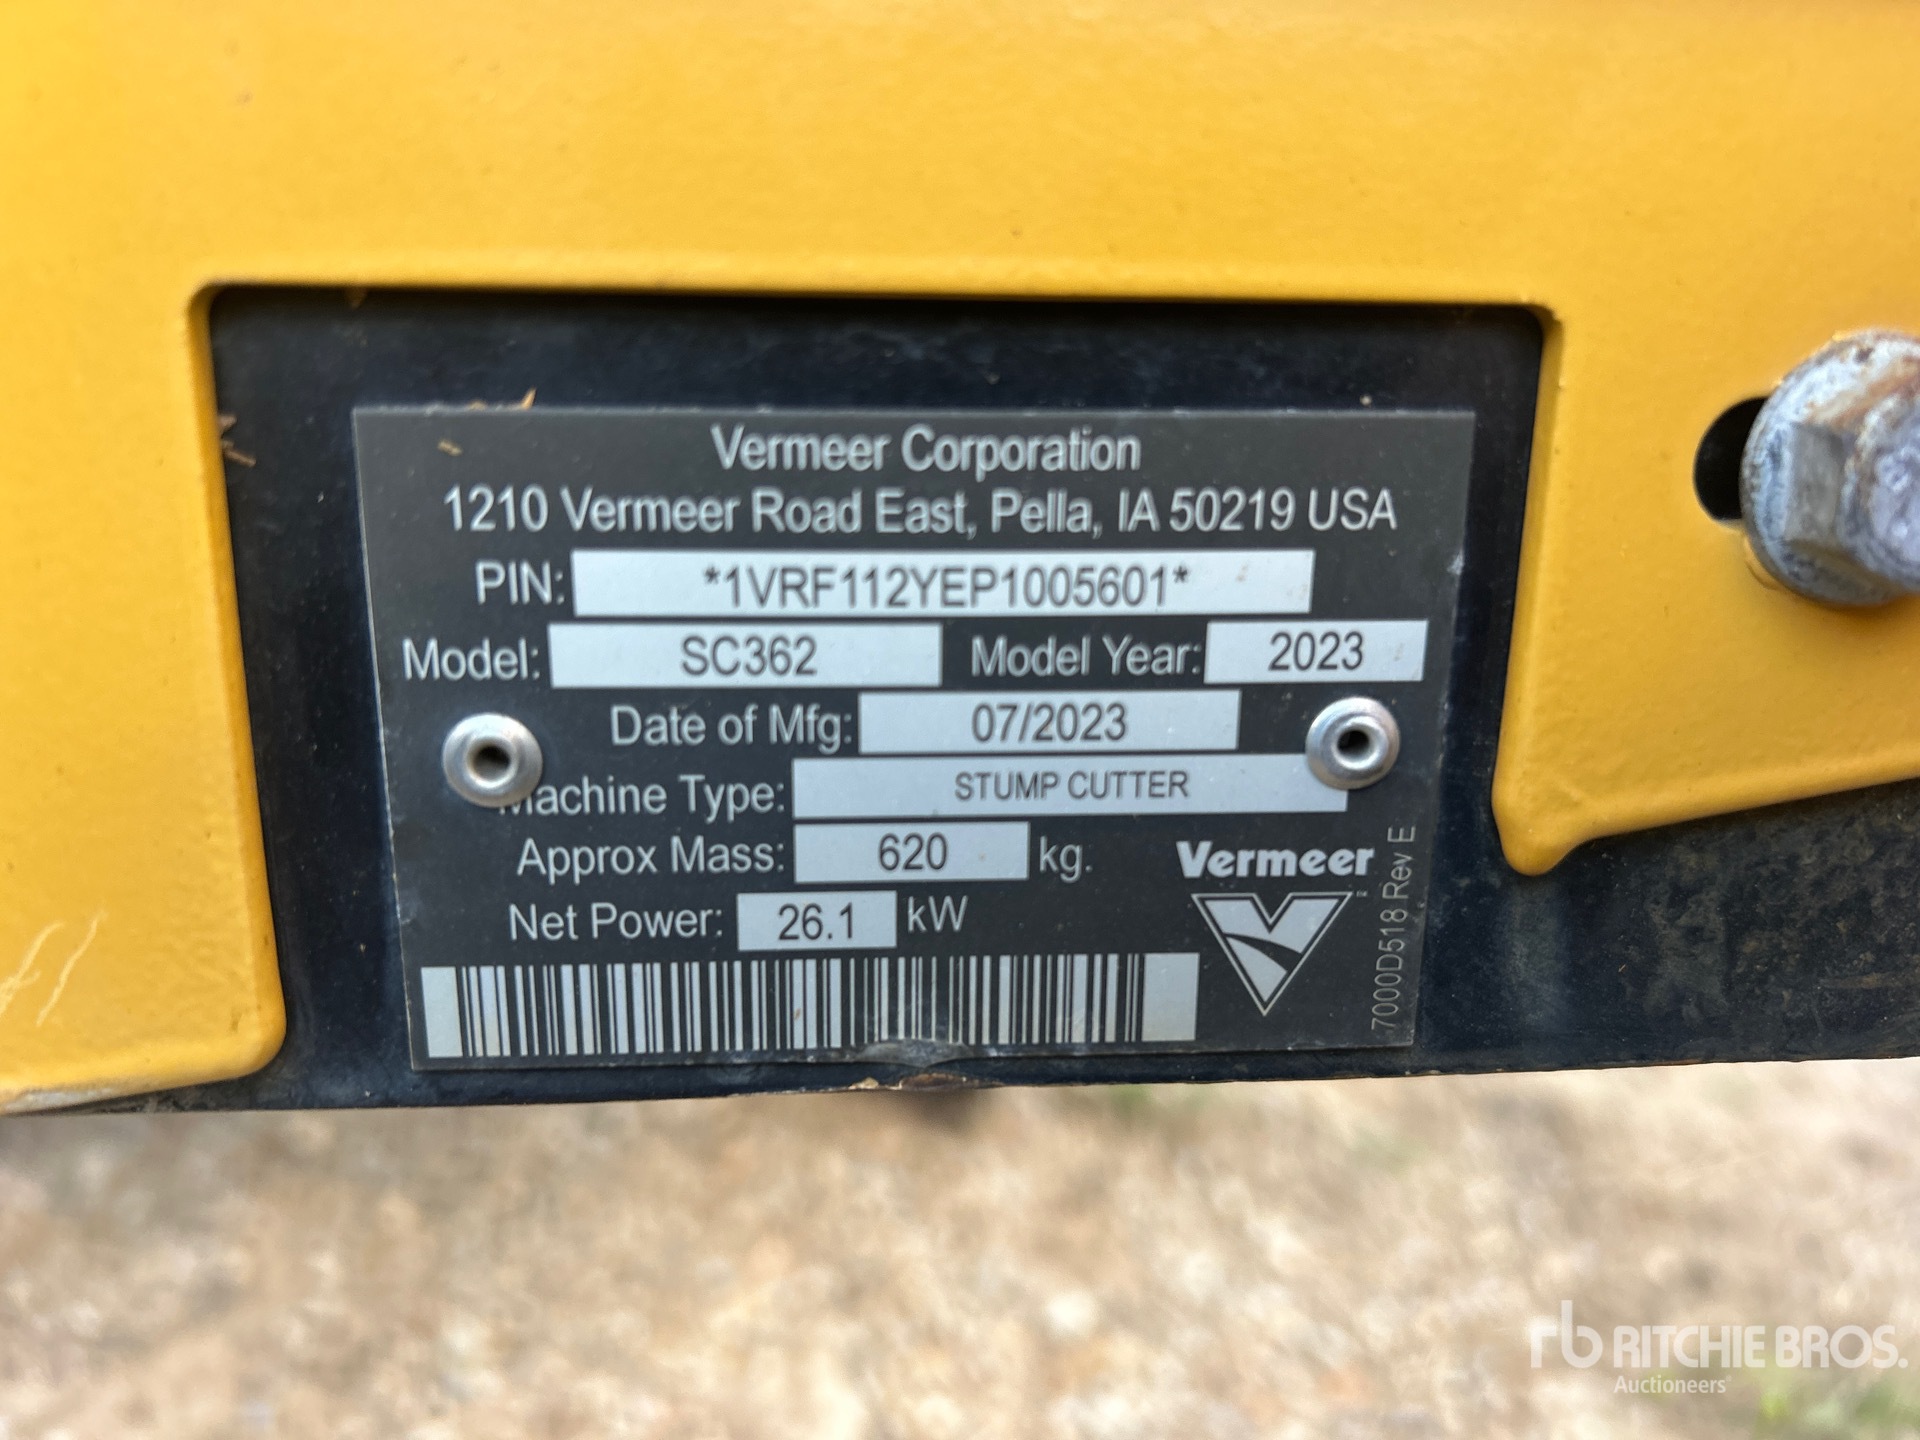 Vermeer Corporation
1210 Vermeer Road East, Pella, IA 50219 USA
PIN: *1VRF112YEP1005601*
Model: SC362 Model Year: 2023
Date of Mfg: 07/2023
Machine Type: STUMP CUTTER
Approx Mass: 620 kg.
Net Power: 26.1 kW
Vermeer
7000D518 Rev E
rb RITCHIE BROS.
Auctioneers